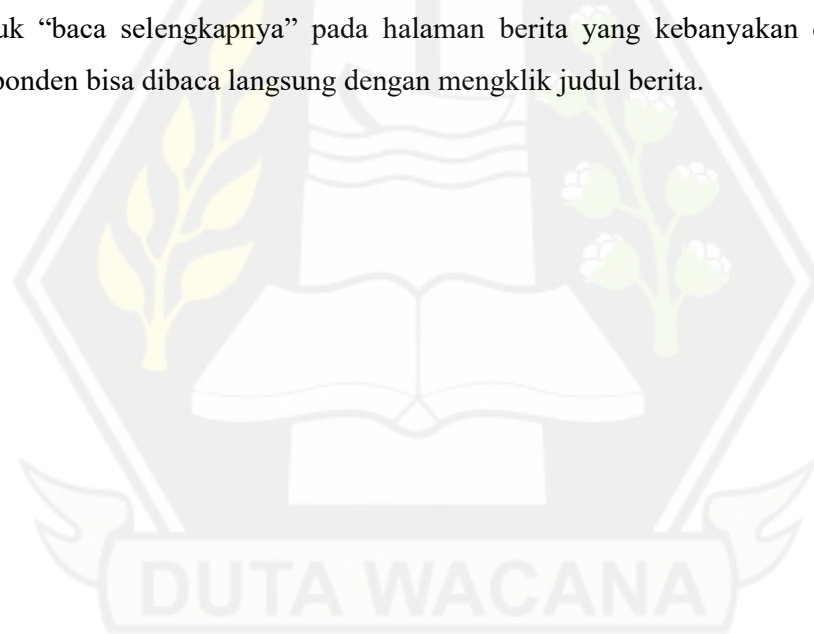 uk “baca selengkapnya” pada halaman berita yang kebanyakan
ponden bisa dibaca langsung dengan mengklik judul berita.
DUTA WACANA